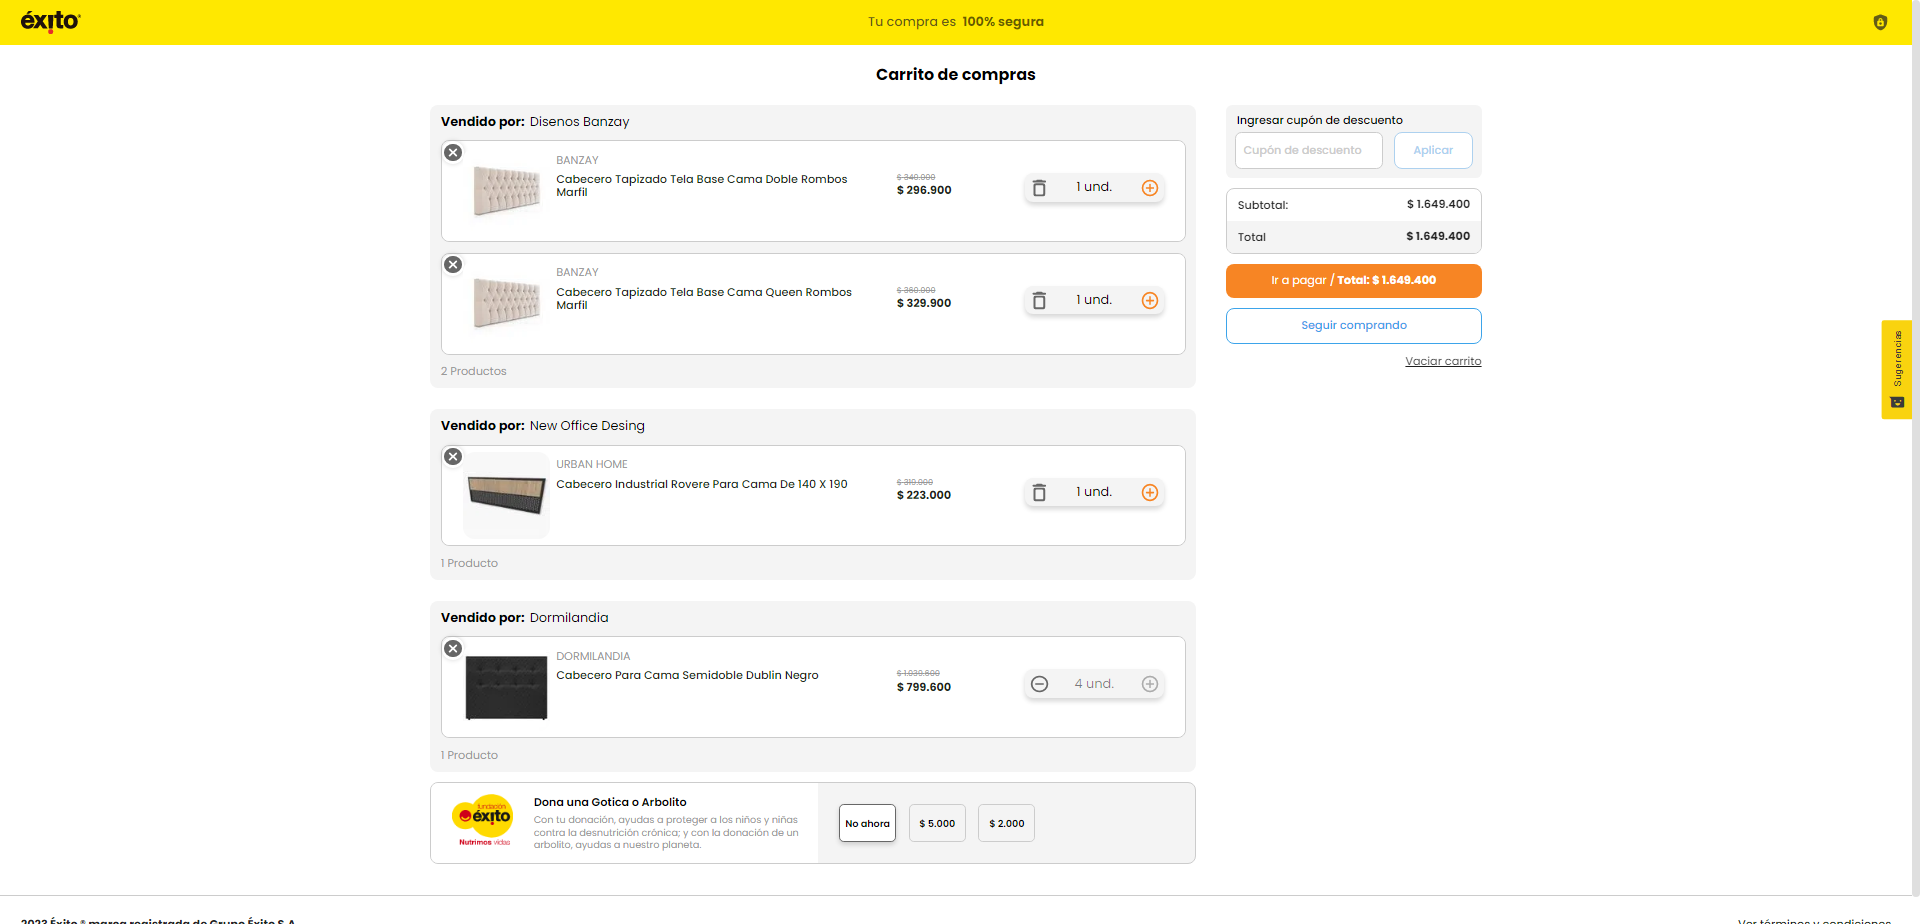 éxito
Tu compra es 100% segura
Carrito de compras
Vendido por: Disenos Banzay
BANZAY
Cabecero Tapizado Tela Base Cama Doble Rombos
Marfil
$ 340.000
$ 296.900
1 und.
BANZAY
Cabecero Tapizado Tela Base Cama Queen Rombos
Marfil
$ 380.000
$ 329.900
1 und.
2 Productos
Vendido por: New Office Desing
URBAN HOME
Cabecero Industrial Rovere Para Cama De 140 X 190
$ 319.000
$ 223.000
1 und.
1 Producto
Vendido por: Dormilandia
DORMILANDIA
Cabecero Para Cama Semidoble Dublin Negro
$ 1.039.600
$ 799.600
4 und.
1 Producto
fundación
éxito
Nutrimos vidas
Dona una Gotica o Arbolito
Con tu donación, ayudas a proteger a los niños y niñas
contra la desnutrición crónica; y con la donación de un
arbolito, ayudas a nuestro planeta.
No ahora
$ 5.000
$ 2.000
Ingresar cupón de descuento
Cupón de descuento
Aplicar
Subtotal: $ 1.649.400
Total $ 1.649.400
Ir a pagar / Total: $ 1.649.400
Seguir comprando
Vaciar carrito
Sugerencias
2023 Éxito ® marca registrada de Grupo Éxito S.A
Ver términos y condiciones